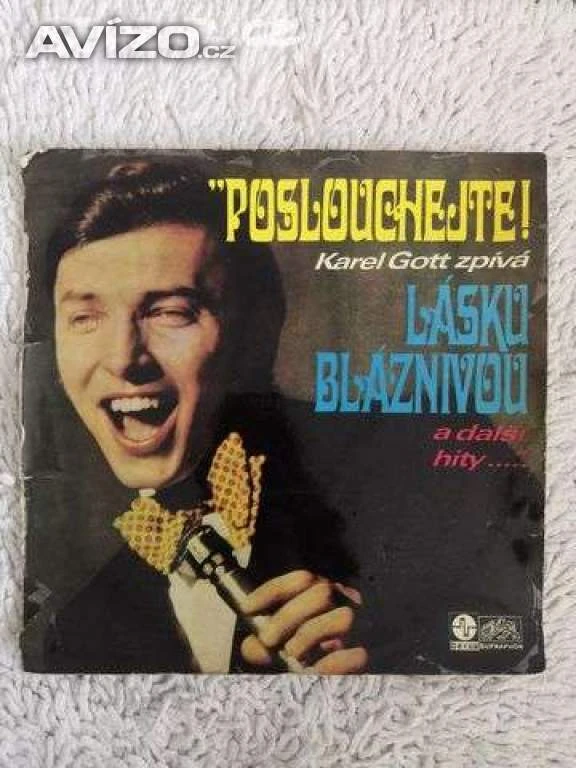 AVÍZO.cz
"POSLOUCHEJTE!
Karel Gott zpívá
LÁSKU
BLÁZNIVOU
a další
hity.....
SUPRAPHON